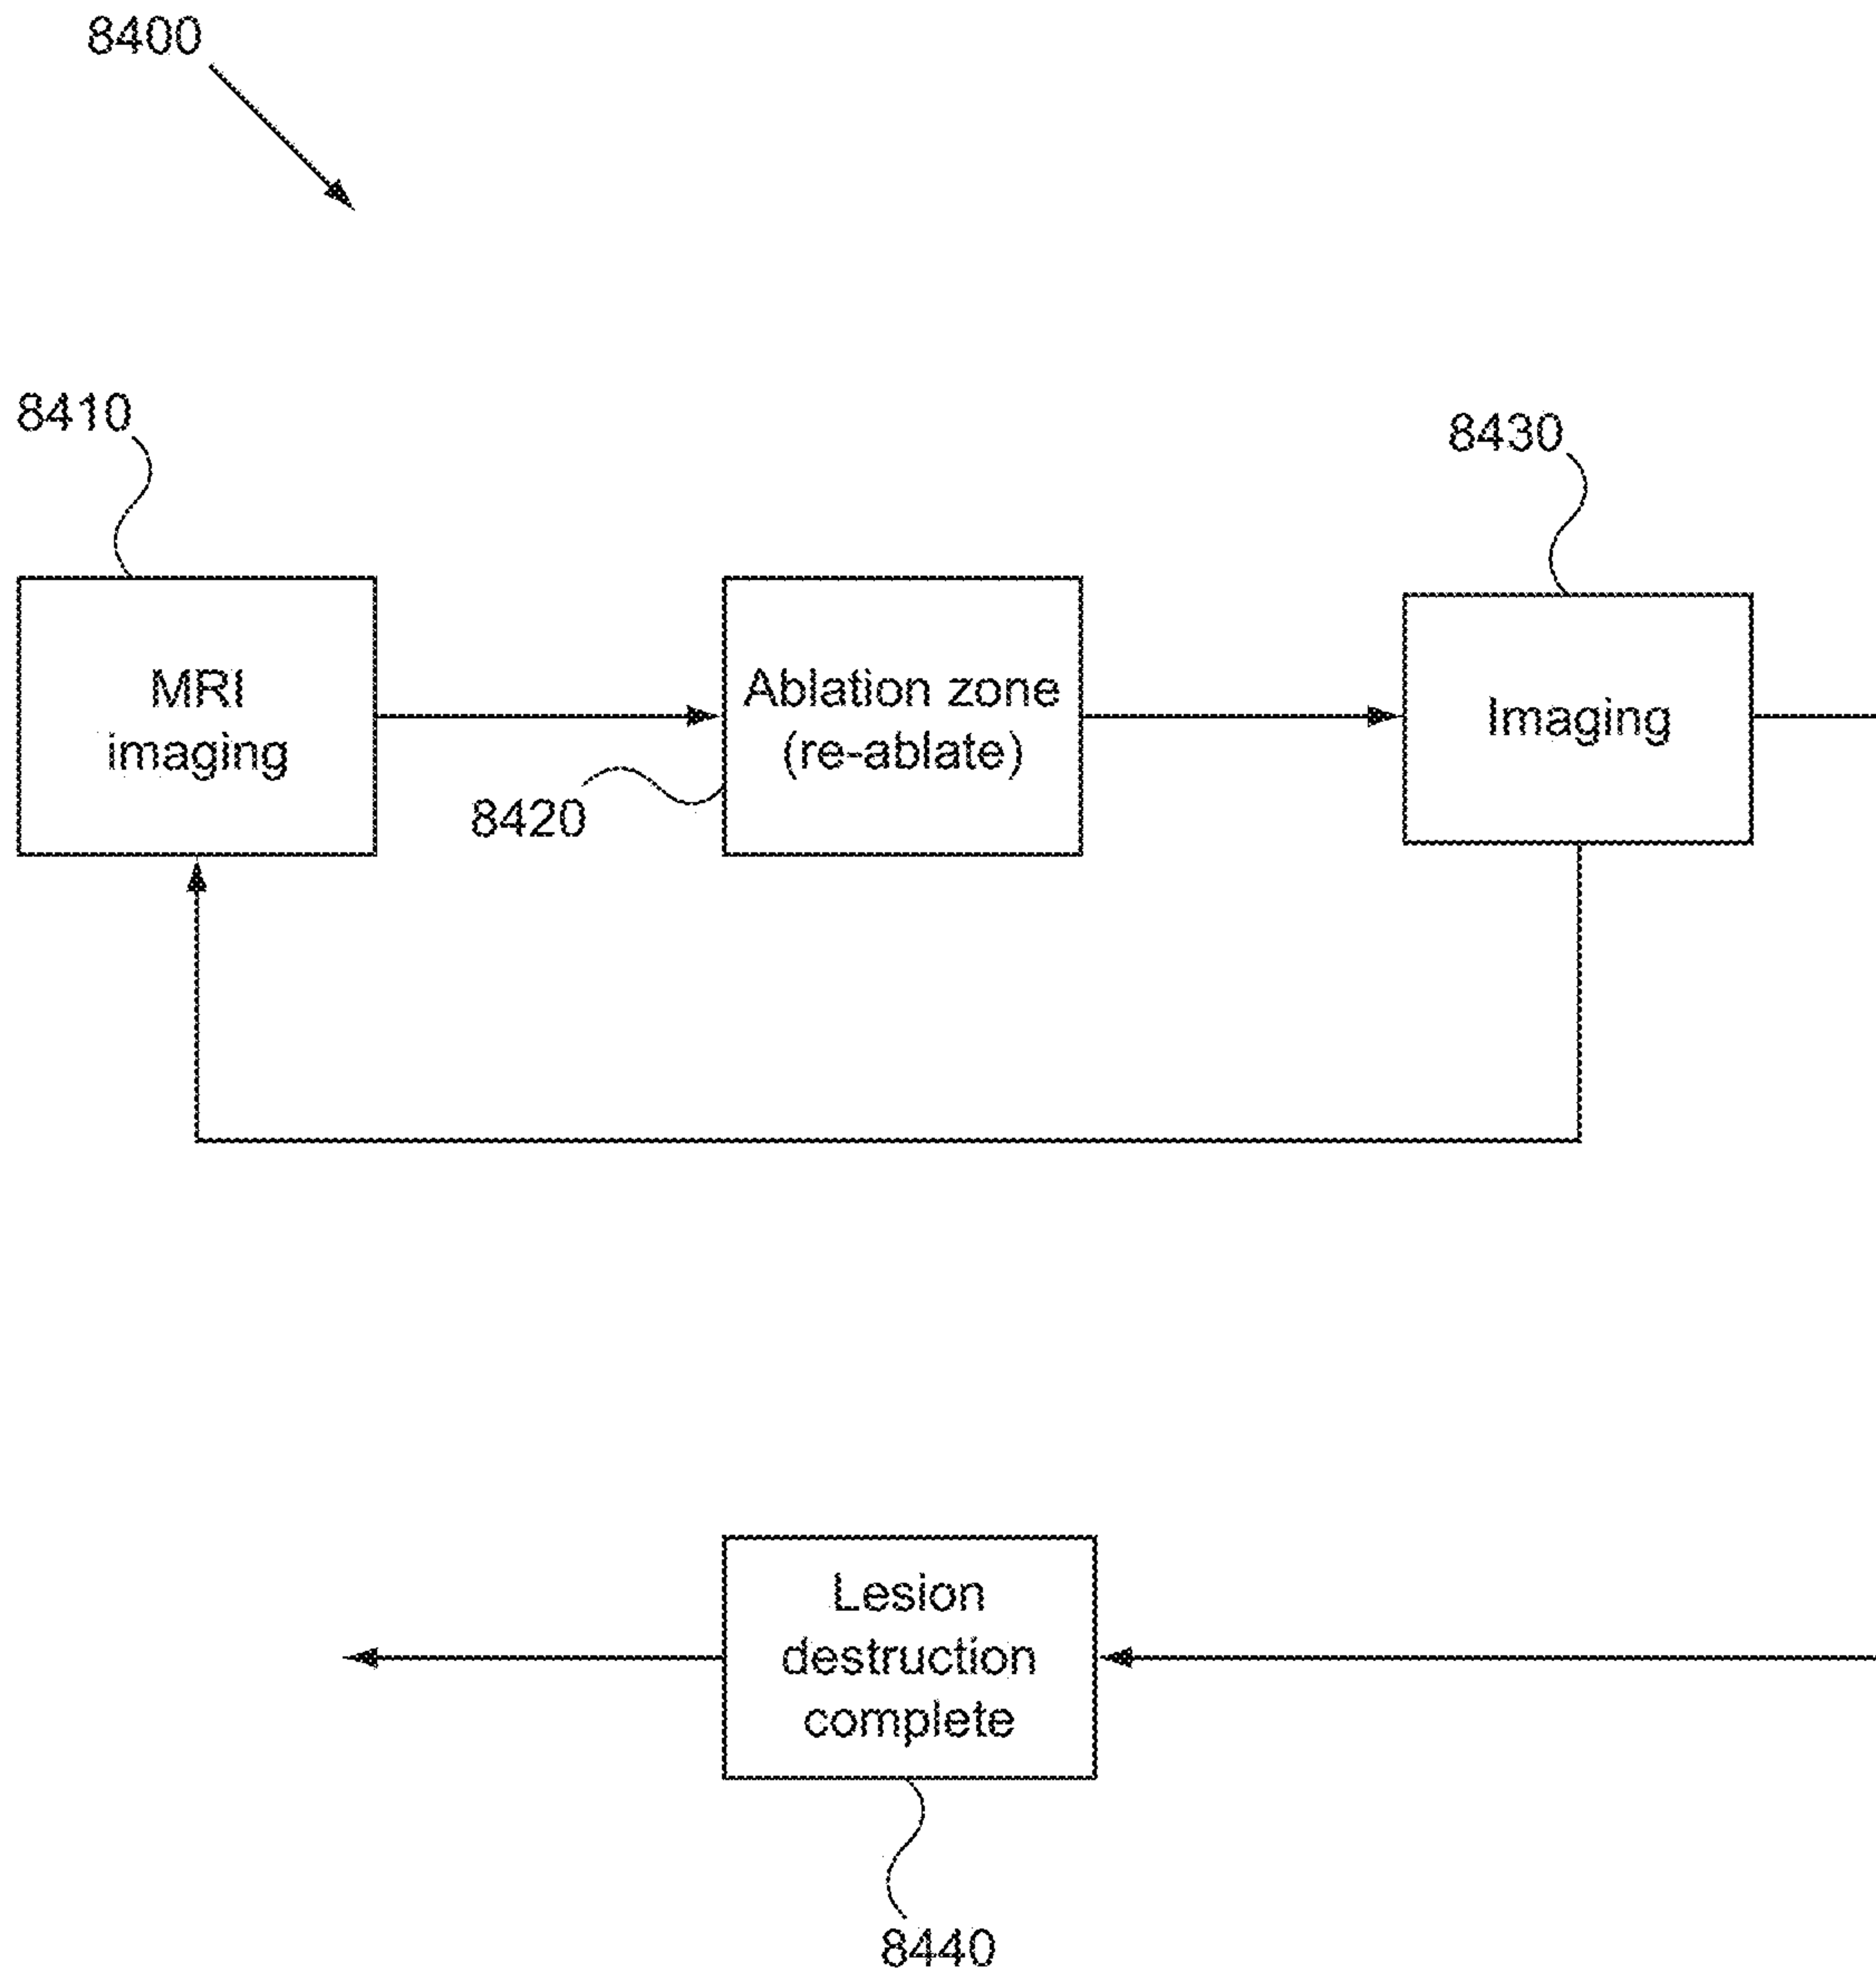 8400
8410
8430
MRI
imaging
Ablation zone
(re-ablate)
Imaging
8420
Lesion
destruction
complete
8440